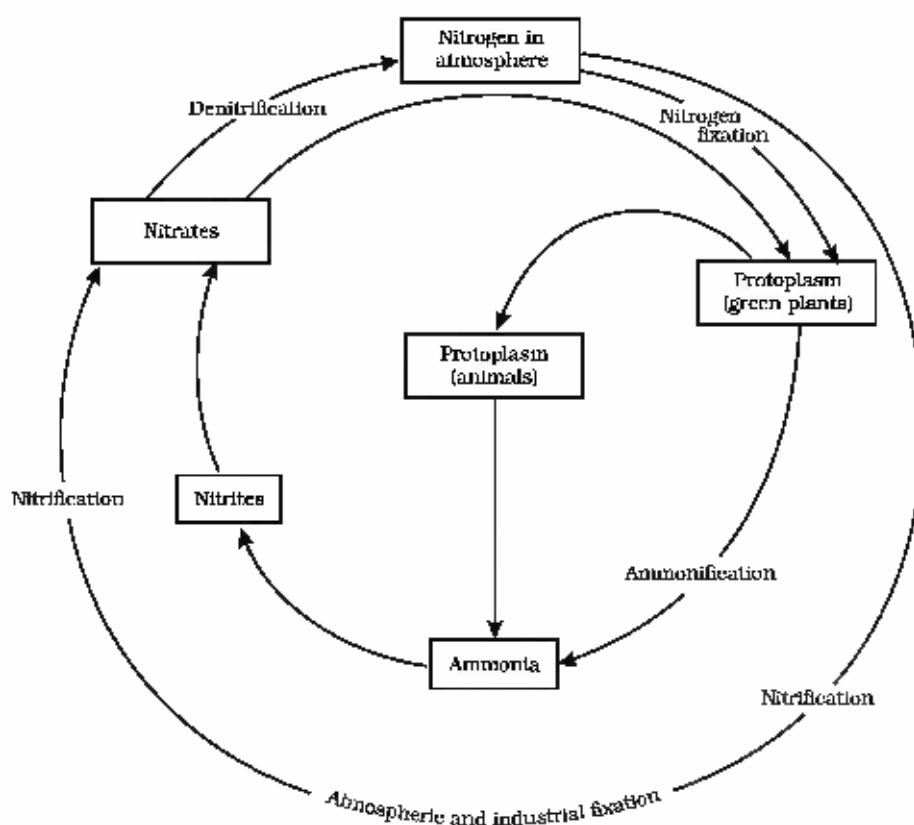 Nitrogen in
atmosphere
Denitrification
Nitrogen
fixation
Nitrates
Protoplasm
(green plants)
Protoplasm
(animals)
Nitrification
Nitrites
Ammonification
Ammonia
Nitrification
Atmospheric and industrial fixation